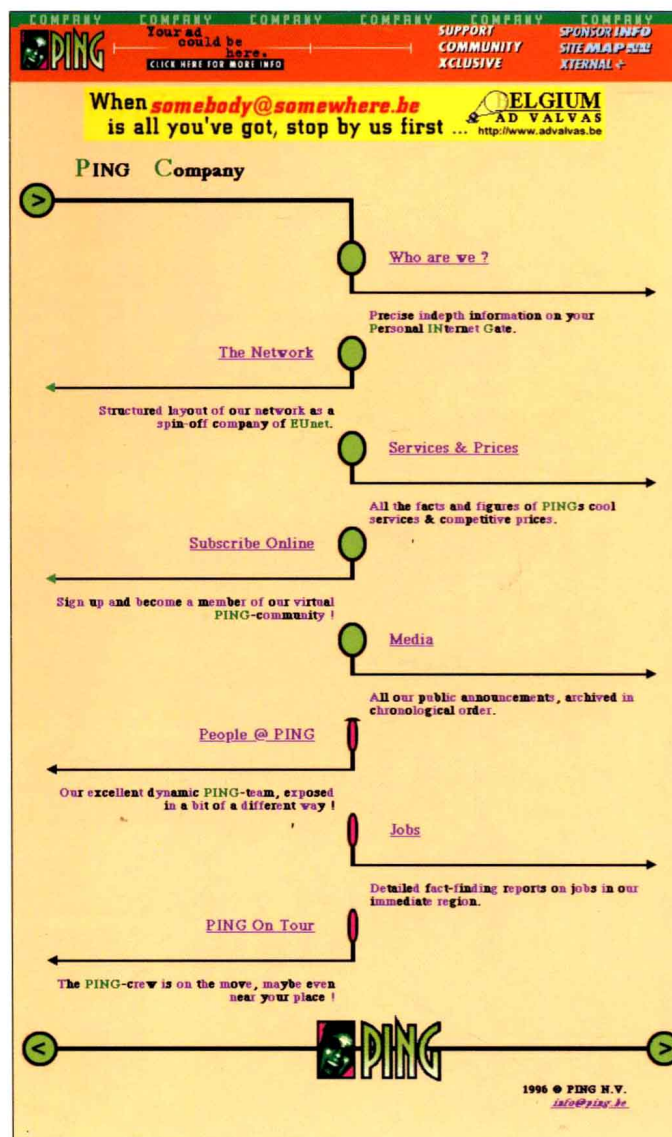 COMPANY COMPANY COMPANY COMPANY COMPANY COMPANY
PING
Your ad
could be
here.
CLICK HERE FOR MORE INFO
SUPPORT
COMMUNITY
XCLUSIVE
SPONSOR INFO
SITE MAP
XTERNAL +
When somebody@somewhere.be
is all you've got, stop by us first ...
BELGIUM
AD VALVAS
http://www.advalvas.be
PING Company
>
Who are we ?
Precise indepth information on your
Personal INternet Gate.
The Network
Structured layout of our network as a
spin-off company of EUnet.
Services & Prices
All the facts and figures of PINGs cool
services & competitive prices.
Subscribe Online
Sign up and become a member of our virtual
PING-community !
Media
All our public announcements, archived in
chronological order.
People @ PING
Our excellent dynamic PING-team, exposed
in a bit of a different way !
Jobs
Detailed fact-finding reports on jobs in our
immediate region.
PING On Tour
The PING-crew is on the move, maybe even
near your place !
<
PING
>
1996 © PING N.V.
info@ping.be